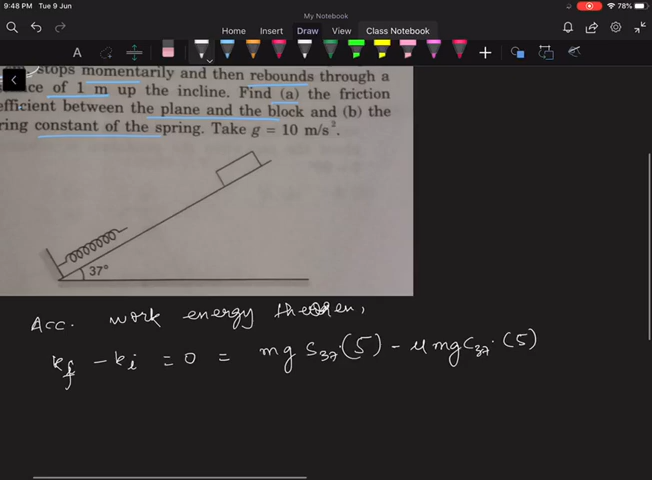 9:48 PM Tue 9 Jun
78%
My Notebook
Home Insert Draw View Class Notebook
stops momentarily and then rebounds through a
ce of 1 m up the incline. Find (a) the friction
efficient between the plane and the block and (b) the
ring constant of the spring. Take g = 10 m/s².
37°
Acc. work energy theorem,
kf - ki = 0 = mg S37° (5) - μ mg C37° (5)